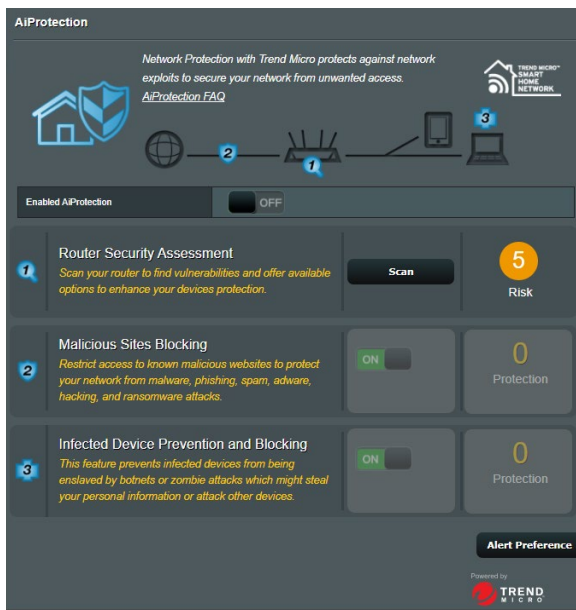 AiProtection
Network Protection with Trend Micro protects against network
exploits to secure your network from unwanted access.
AiProtection FAQ
TREND MICRO™
SMART
HOME
NETWORK
3
2
1
Enabled AiProtection
OFF
1
Router Security Assessment
Scan your router to find vulnerabilities and offer available
options to enhance your devices protection.
Scan
5
Risk
2
Malicious Sites Blocking
Restrict access to known malicious websites to protect
your network from malware, phishing, spam, adware,
hacking, and ransomware attacks.
ON
0
Protection
3
Infected Device Prevention and Blocking
This feature prevents infected devices from being
enslaved by botnets or zombie attacks which might steal
your personal information or attack other devices.
ON
0
Protection
Alert Preference
Powered by
TREND
MICRO